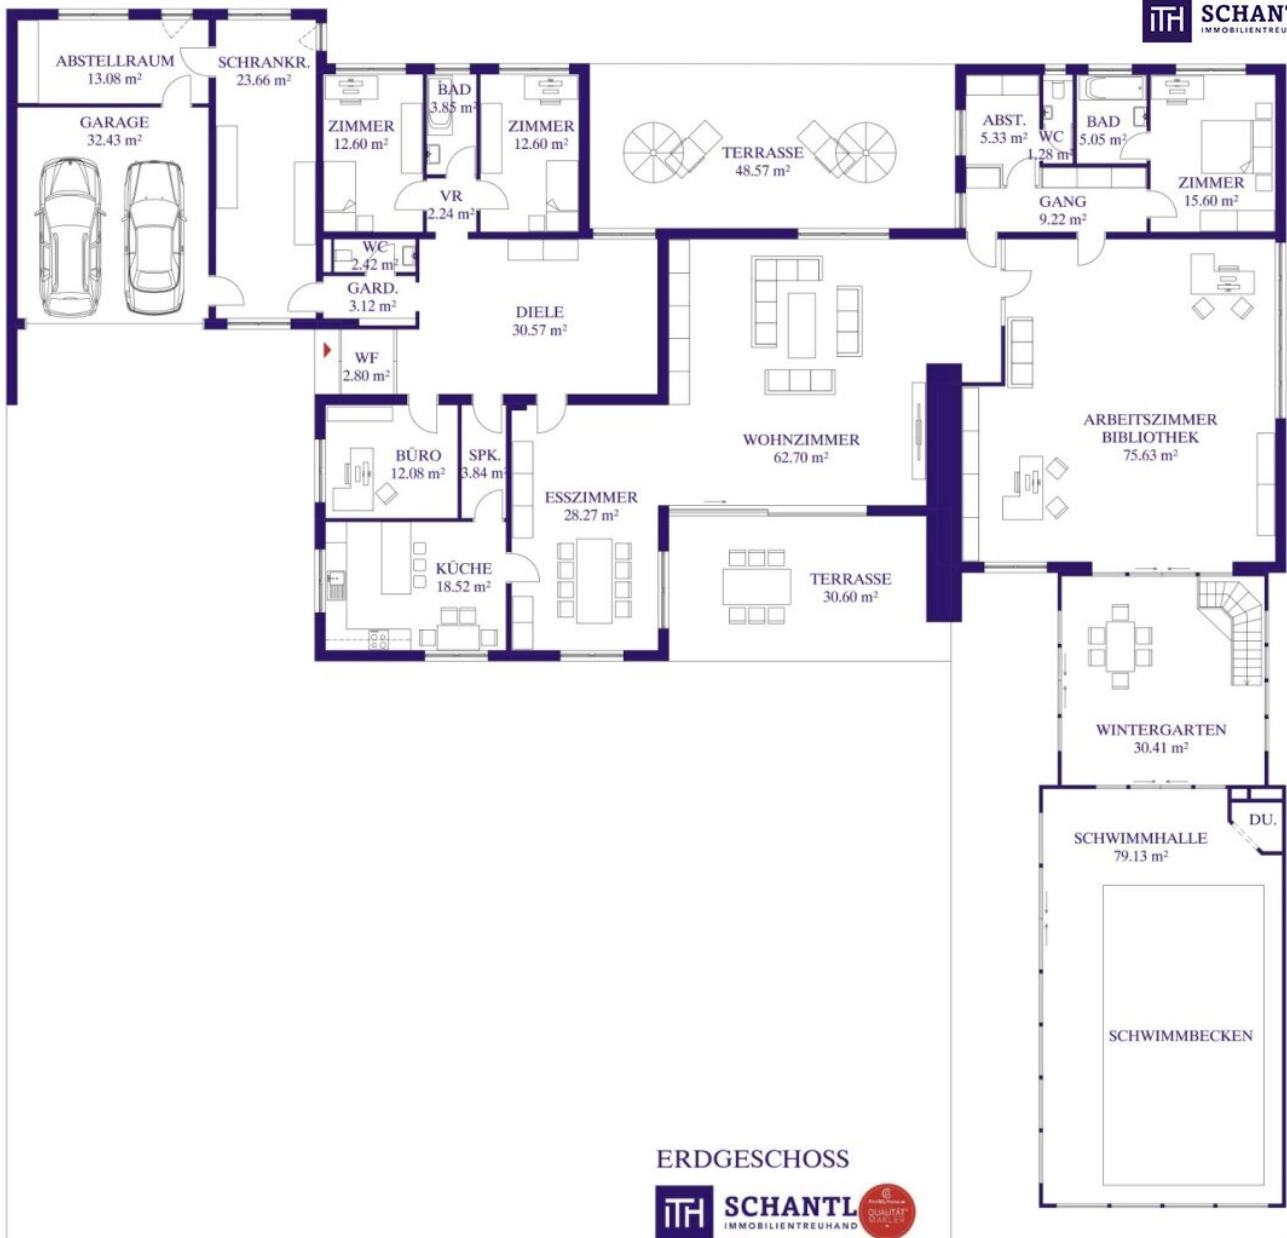 iTH SCHANT
IMMOBILIENTREU
ABSTELLRAUM
13.08 m²
SCHRANKR.
23.66 m²
GARAGE
32.43 m²
ZIMMER
12.60 m²
BAD
3.85 m²
ZIMMER
12.60 m²
VR
2.24 m²
TERRASSE
48.57 m²
ABST.
5.33 m²
WC
1.28 m²
BAD
5.05 m²
ZIMMER
15.60 m²
GANG
9.22 m²
WC
2.42 m²
GARD.
3.12 m²
DIELE
30.57 m²
WF
2.80 m²
BÜRO
12.08 m²
SPK.
3.84 m²
WOHNZIMMER
62.70 m²
ARBEITSZIMMER
BIBLIOTHEK
75.63 m²
ESSZIMMER
28.27 m²
KÜCHE
18.52 m²
TERRASSE
30.60 m²
WINTERGARTEN
30.41 m²
DU.
SCHWIMMHALLE
79.13 m²
SCHWIMMBECKEN
ERDGESCHOSS
iTH SCHANTL
IMMOBILIENTREUHAND
QUALITÄTS
MAKLER